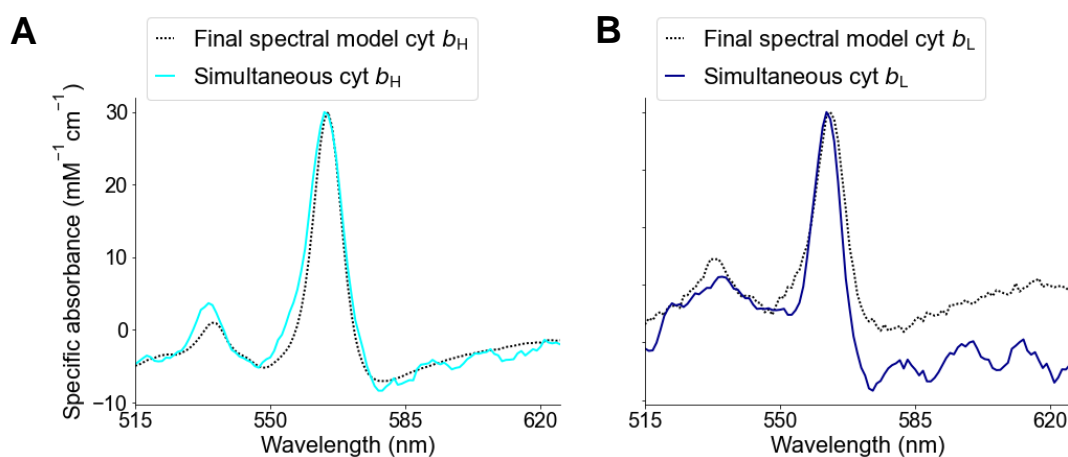 A
Final spectral model cyt bH
Simultaneous cyt bH
Specific absorbance (mM−1 cm−1)
30
20
10
0
−10
515 550 585 620
Wavelength (nm)
B
Final spectral model cyt bL
Simultaneous cyt bL
515 550 585 620
Wavelength (nm)